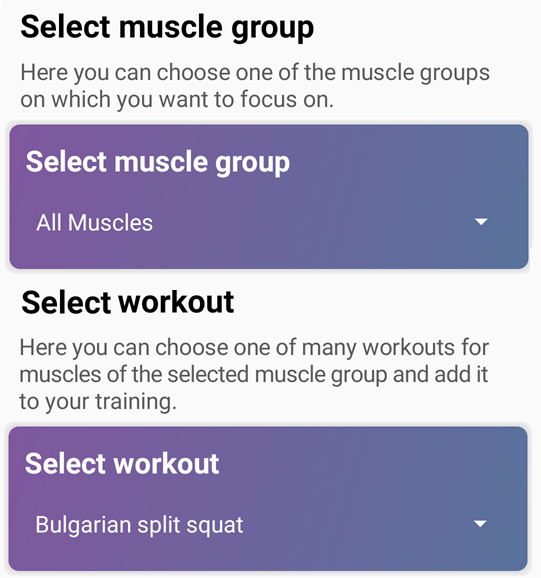 Select muscle group
Here you can choose one of the muscle groups
on which you want to focus on.
Select muscle group
All Muscles
Select workout
Here you can choose one of many workouts for
muscles of the selected muscle group and add it
to your training.
Select workout
Bulgarian split squat